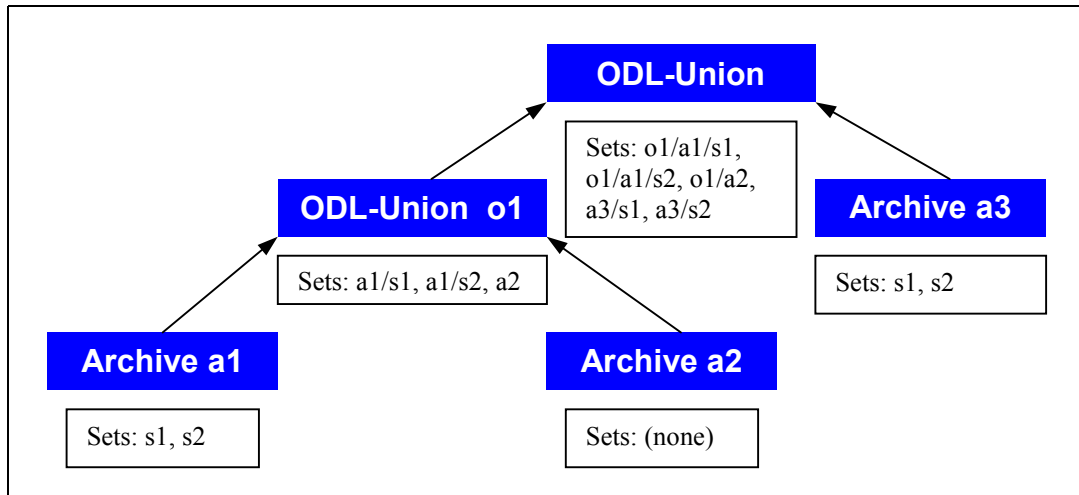 ODL-Union
Sets: o1/a1/s1,
o1/a1/s2, o1/a2,
a3/s1, a3/s2
ODL-Union o1
Archive a3
Sets: a1/s1, a1/s2, a2
Sets: s1, s2
Archive a1
Archive a2
Sets: s1, s2
Sets: (none)